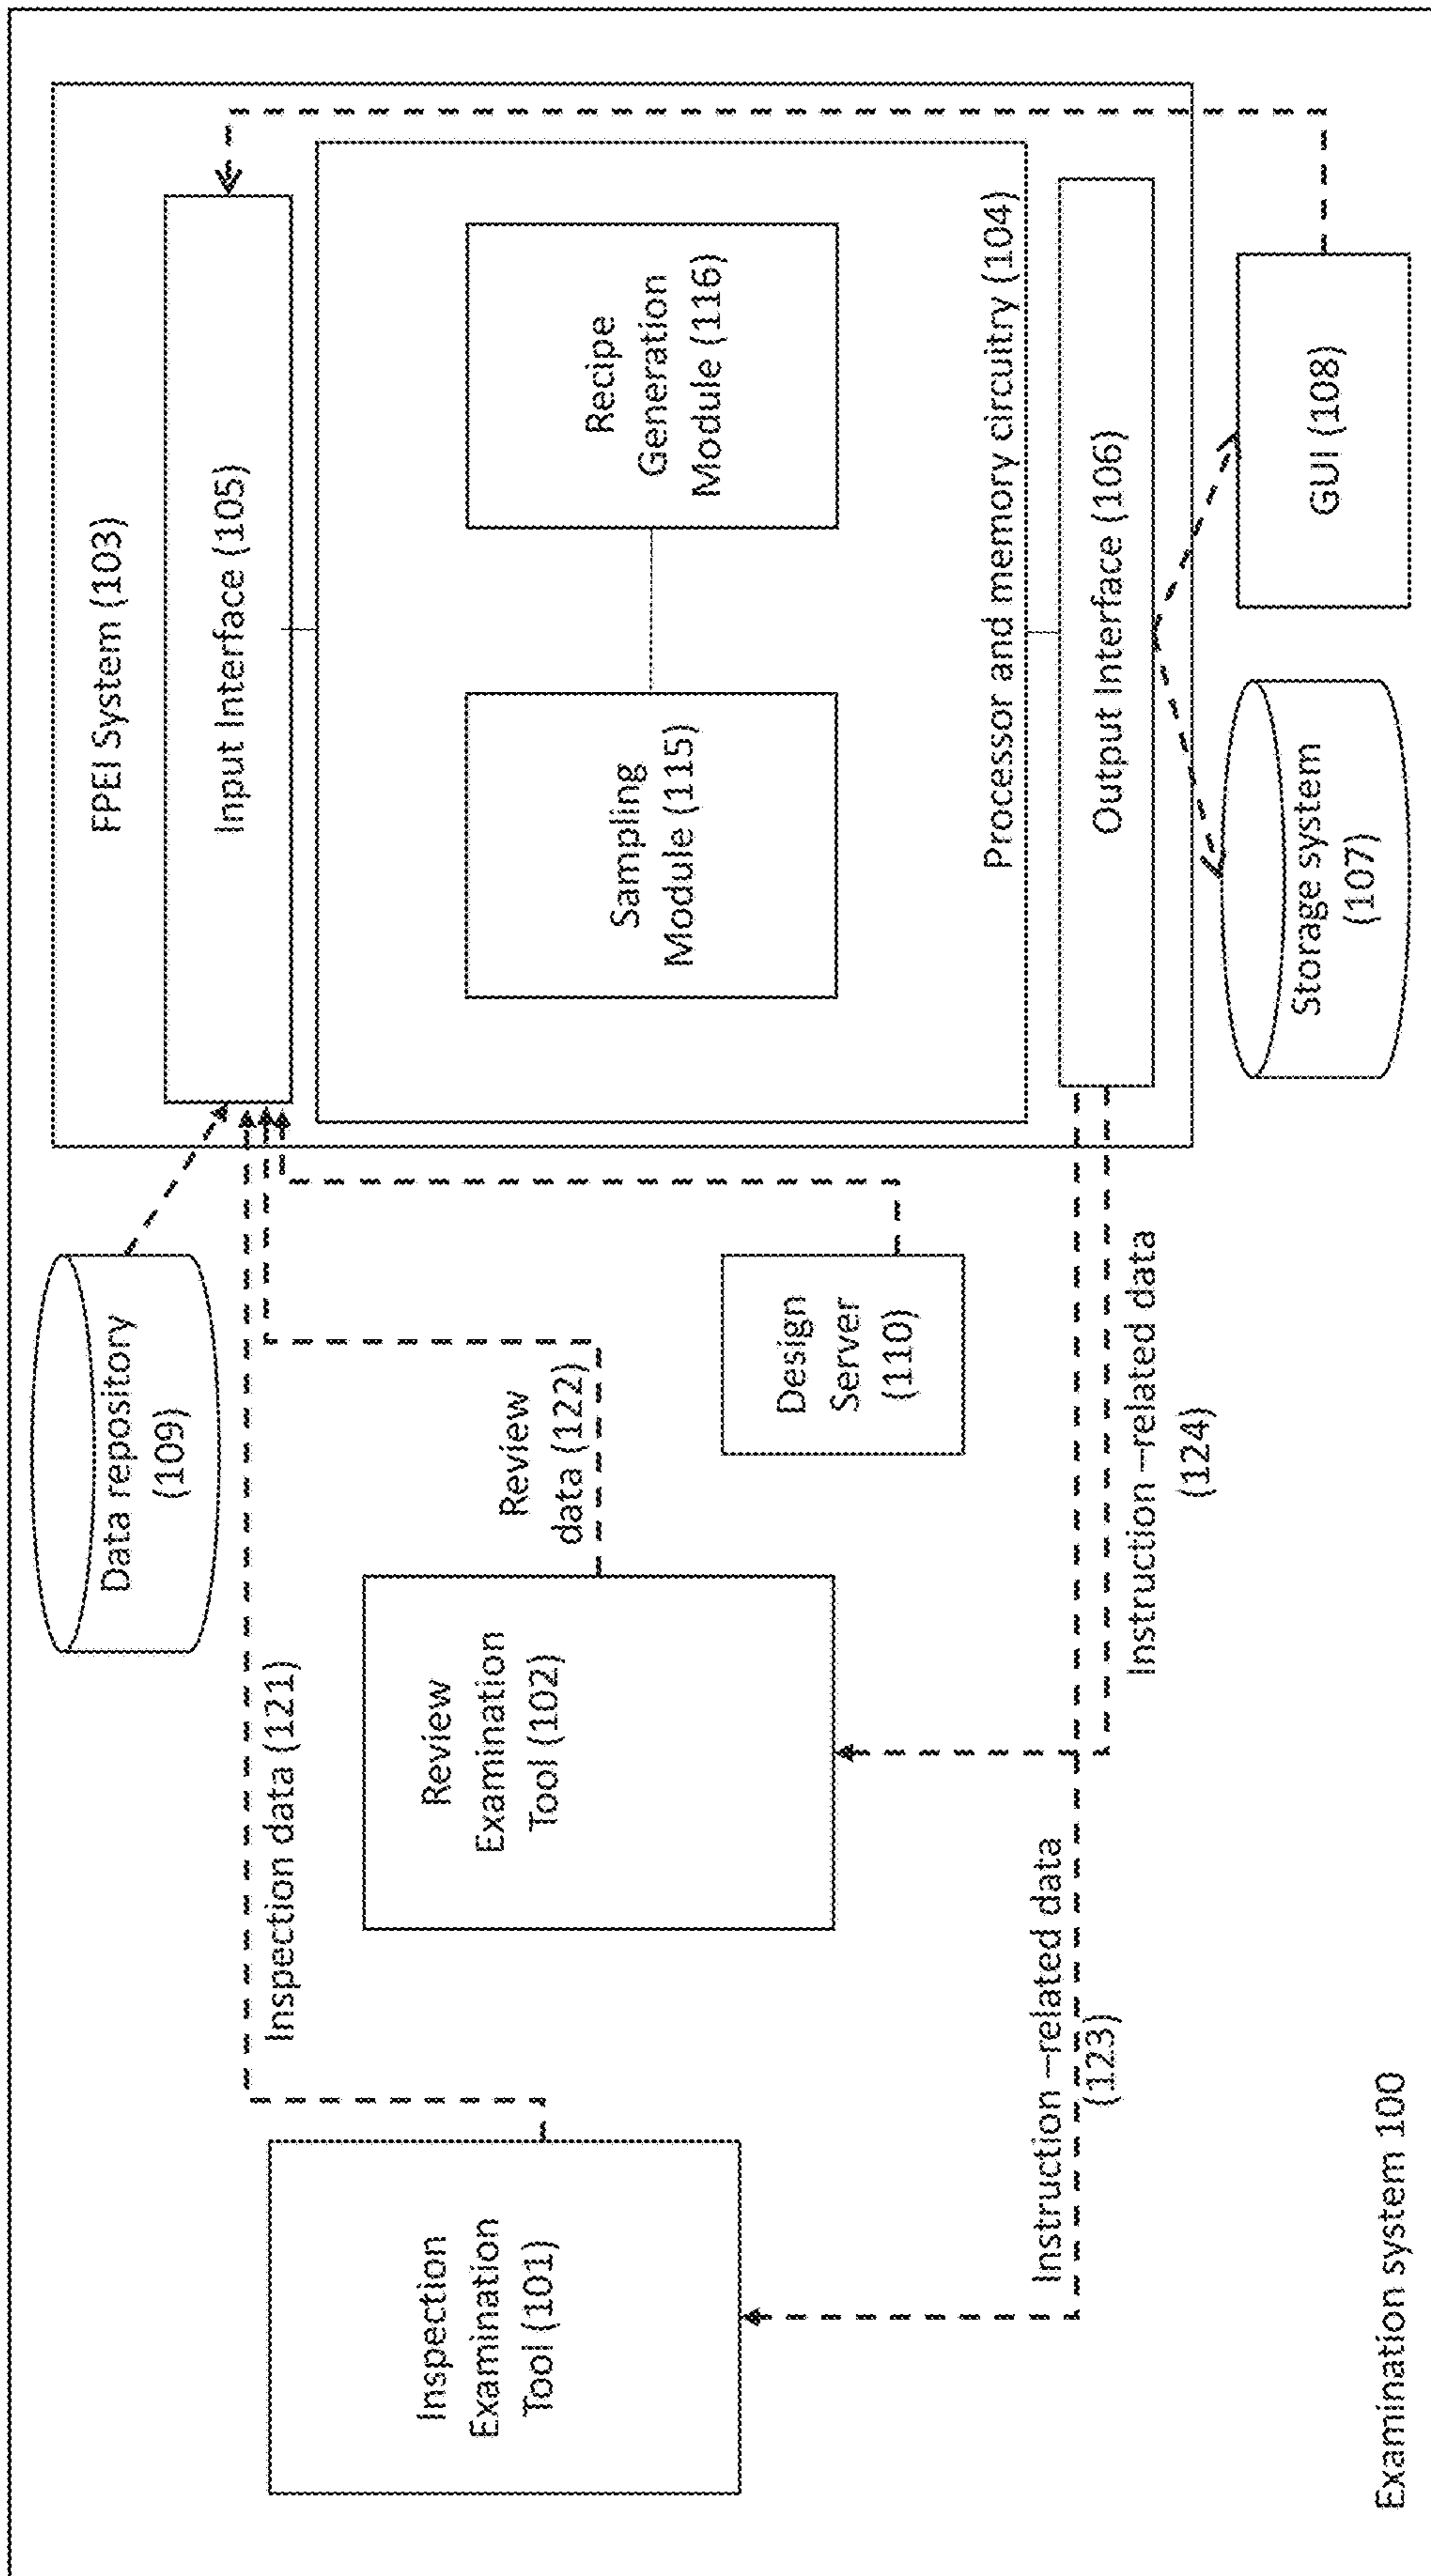 Data repository
(109)
FPEI System (103)
Input Interface (105)
Inspection data (121)
Inspection
Examination
Tool (101)
Review
Examination
Tool (102)
Review
data (122)
Design
Server
(110)
Sampling
Module (115)
Recipe
Generation
Module (116)
Processor and memory circuitry (104)
Output Interface (106)
Instruction –related data
(123)
Instruction –related data
(124)
Storage system
(107)
GUI (108)
Examination system 100